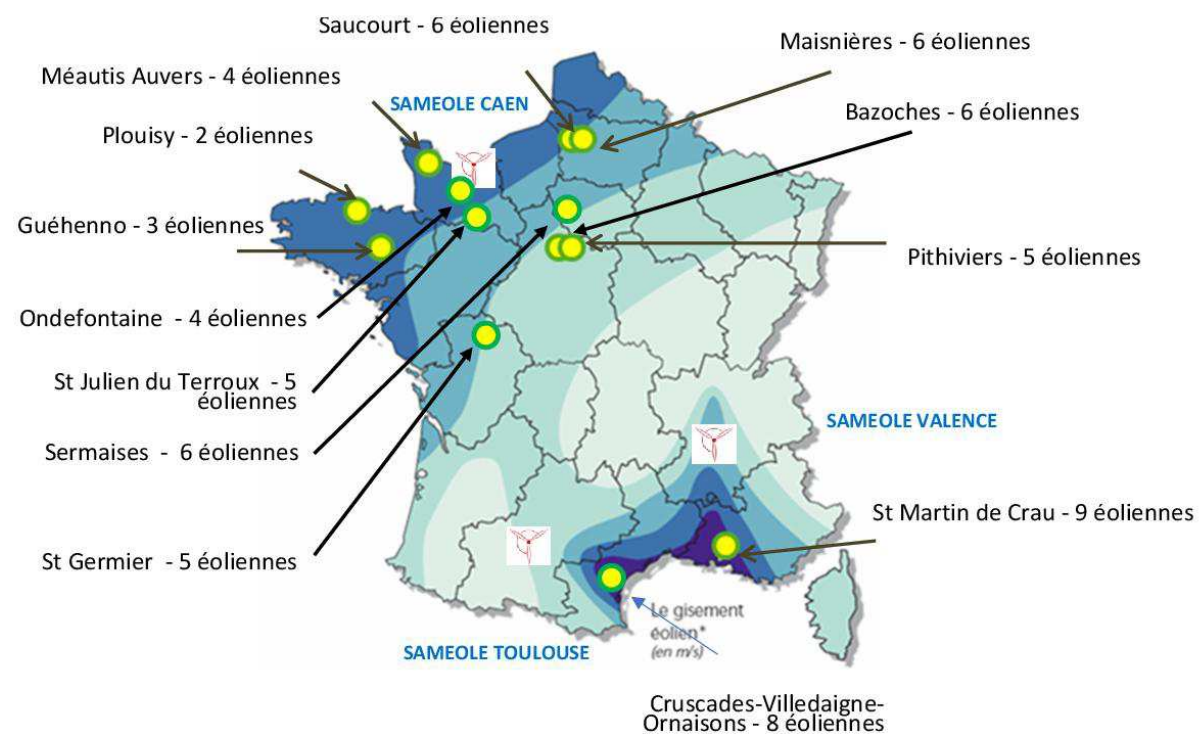 Saucourt - 6 éoliennes
Maisnières - 6 éoliennes
Méautis Auvers - 4 éoliennes
SAMEOLE CAEN
Bazoches - 6 éoliennes
Plouisy - 2 éoliennes
Guéhenno - 3 éoliennes
Pithiviers - 5 éoliennes
Ondefontaine - 4 éoliennes
St Julien du Terroux - 5
éoliennes
SAMEOLE VALENCE
Sermaises - 6 éoliennes
St Martin de Crau - 9 éoliennes
St Germier - 5 éoliennes
Le gisement
éolien*
(en m/s)
SAMEOLE TOULOUSE
Cruscades-Villedaigne-
Ornaisons - 8 éoliennes